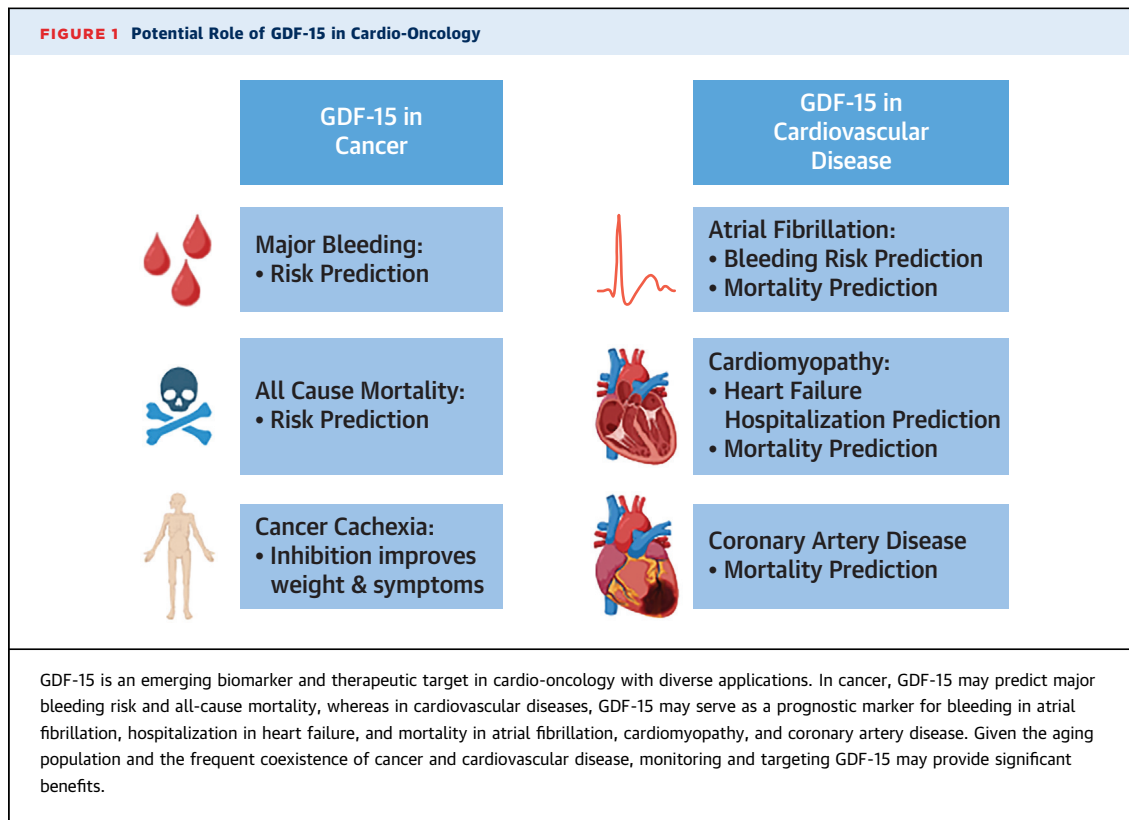 FIGURE 1 Potential Role of GDF-15 in Cardio-Oncology
GDF-15 in
Cancer
Major Bleeding:
• Risk Prediction
All Cause Mortality:
• Risk Prediction
Cancer Cachexia:
• Inhibition improves
weight & symptoms
GDF-15 in
Cardiovascular
Disease
Atrial Fibrillation:
• Bleeding Risk Prediction
• Mortality Prediction
Cardiomyopathy:
• Heart Failure
Hospitalization Prediction
• Mortality Prediction
Coronary Artery Disease
• Mortality Prediction
GDF-15 is an emerging biomarker and therapeutic target in cardio-oncology with diverse applications. In cancer, GDF-15 may predict major
bleeding risk and all-cause mortality, whereas in cardiovascular diseases, GDF-15 may serve as a prognostic marker for bleeding in atrial
fibrillation, hospitalization in heart failure, and mortality in atrial fibrillation, cardiomyopathy, and coronary artery disease. Given the aging
population and the frequent coexistence of cancer and cardiovascular disease, monitoring and targeting GDF-15 may provide significant
benefits.